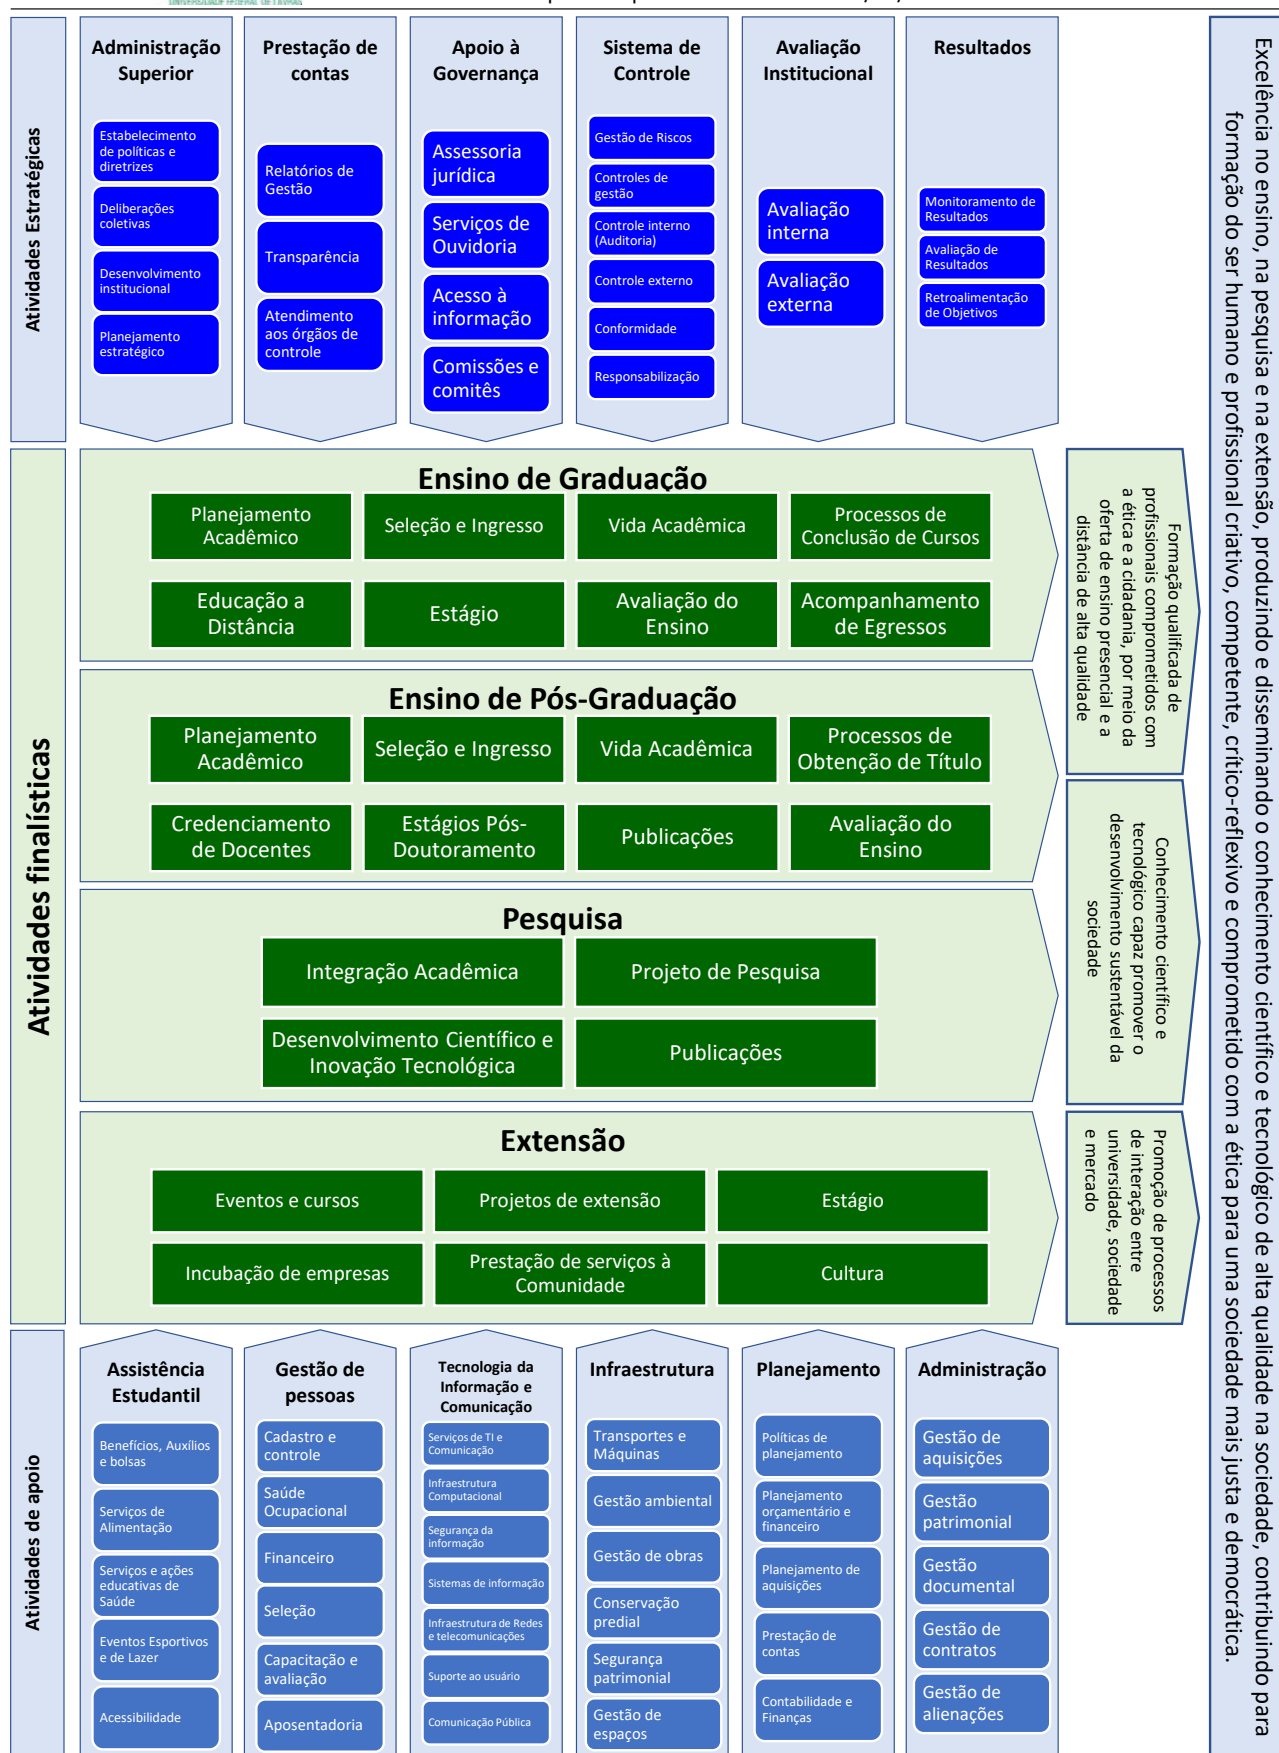 UNIVERSIDADE FEDERAL DE LAVRAS
Atividades Estratégicas
Administração
Superior
Estabelecimento
de políticas e
diretrizes
Deliberações
coletivas
Desenvolvimento
institucional
Planejamento
estratégico
Prestação de
contas
Relatórios de
Gestão
Transparência
Atendimento
aos órgãos de
controle
Apoio à
Governança
Assessoria
jurídica
Serviços de
Ouvidoria
Acesso à
informação
Comissões e
comitês
Sistema de
Controle
Gestão de Riscos
Controles de
gestão
Controle interno
(Auditoria)
Controle externo
Conformidade
Responsabilização
Avaliação
Institucional
Avaliação
interna
Avaliação
externa
Resultados
Monitoramento de
Resultados
Avaliação de
Resultados
Retroalimentação
de Objetivos
Atividades finalísticas
Ensino de Graduação
Planejamento
Acadêmico
Seleção e Ingresso
Vida Acadêmica
Processos de
Conclusão de Cursos
Educação a
Distância
Estágio
Avaliação do
Ensino
Acompanhamento
de Egressos
Ensino de Pós-Graduação
Planejamento
Acadêmico
Seleção e Ingresso
Vida Acadêmica
Processos de
Obtenção de Título
Credenciamento
de Docentes
Estágios Pós-
Doutoramento
Publicações
Avaliação do
Ensino
Pesquisa
Integração Acadêmica
Projeto de Pesquisa
Desenvolvimento Científico e
Inovação Tecnológica
Publicações
Extensão
Eventos e cursos
Projetos de extensão
Estágio
Incubação de empresas
Prestação de serviços à
Comunidade
Cultura
Formação qualificada de
profissionais comprometidos com
a ética e a cidadania, por meio da
oferta de ensino presencial e a
distância de alta qualidade
Conhecimento científico e
tecnológico capaz promover o
desenvolvimento sustentável da
sociedade
Promoção de processos
de interação entre
universidade, sociedade
e mercado
Atividades de apoio
Assistência
Estudantil
Benefícios, Auxílios
e bolsas
Serviços de
Alimentação
Serviços e ações
educativas de
Saúde
Eventos Esportivos
e de Lazer
Acessibilidade
Gestão de
pessoas
Cadastro e
controle
Saúde
Ocupacional
Financeiro
Seleção
Capacitação e
avaliação
Aposentadoria
Tecnologia da
Informação e
Comunicação
Serviços de TI e
Comunicação
Infraestrutura
Computacional
Segurança da
informação
Sistemas de informação
Infraestrutura de Redes
e telecomunicações
Suporte ao usuário
Comunicação Pública
Infraestrutura
Transportes e
Máquinas
Gestão ambiental
Gestão de obras
Conservação
predial
Segurança
patrimonial
Gestão de
espaços
Planejamento
Políticas de
planejamento
Planejamento
orçamentário e
financeiro
Planejamento de
aquisições
Prestação de
contas
Contabilidade e
Finanças
Administração
Gestão de
aquisições
Gestão
patrimonial
Gestão
documental
Gestão de
contratos
Gestão de
alienações
Excelência no ensino, na pesquisa e na extensão, produzindo e disseminando o conhecimento científico e tecnológico de alta qualidade na sociedade, contribuindo para
formação do ser humano e profissional criativo, competente, crítico-reflexivo e comprometido com a ética para uma sociedade mais justa e democrática.